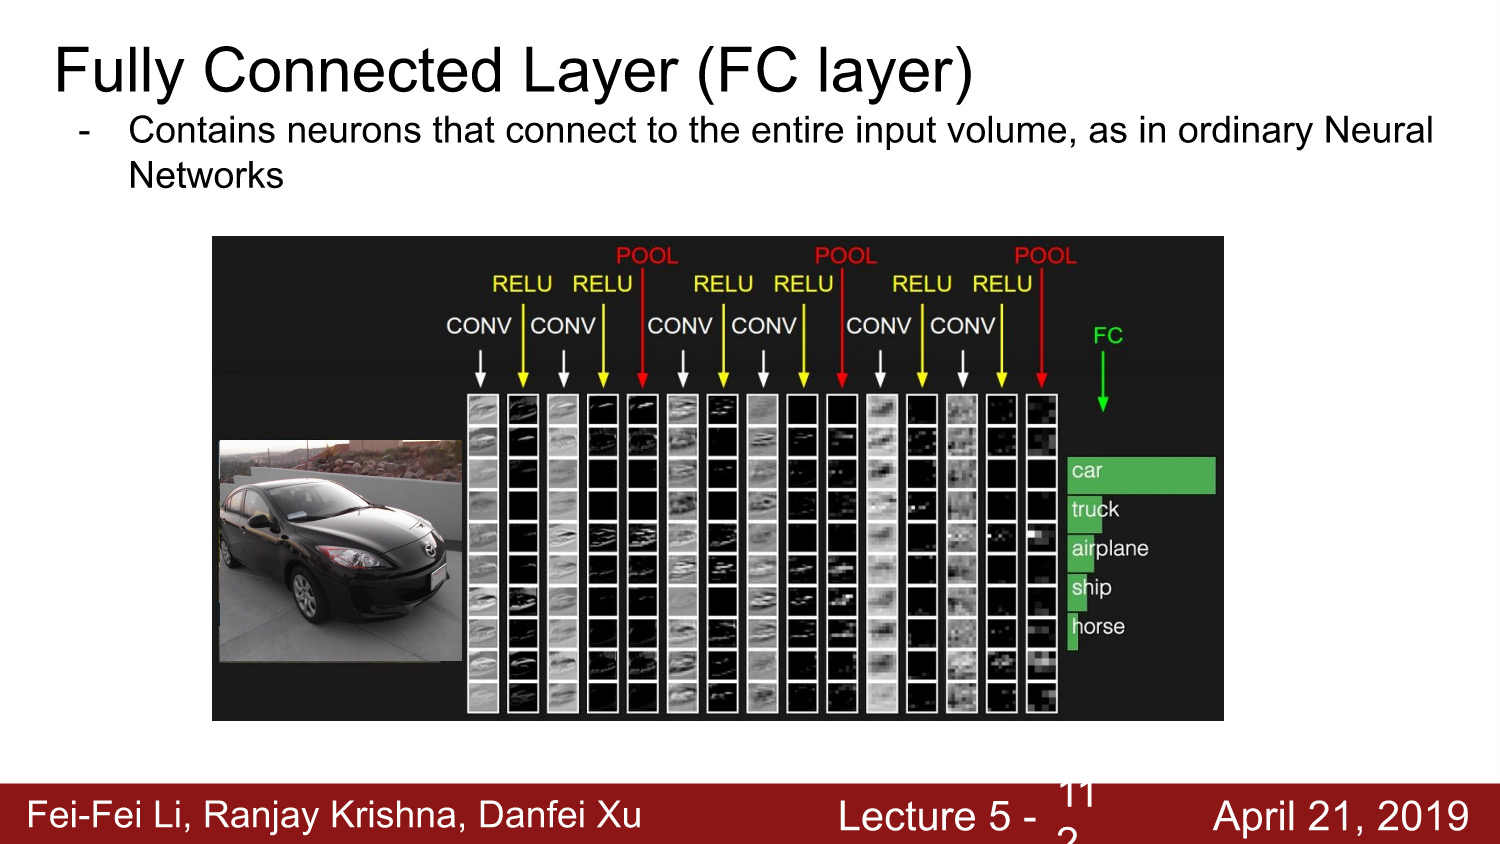 Fully Connected Layer (FC layer)
- Contains neurons that connect to the entire input volume, as in ordinary Neural
Networks
POOL POOL POOL
RELU RELU RELU RELU RELU RELU
CONV CONV CONV CONV CONV CONV
FC
car
truck
airplane
ship
horse
Fei-Fei Li, Ranjay Krishna, Danfei Xu
Lecture 5 - 11
2
April 21, 2019